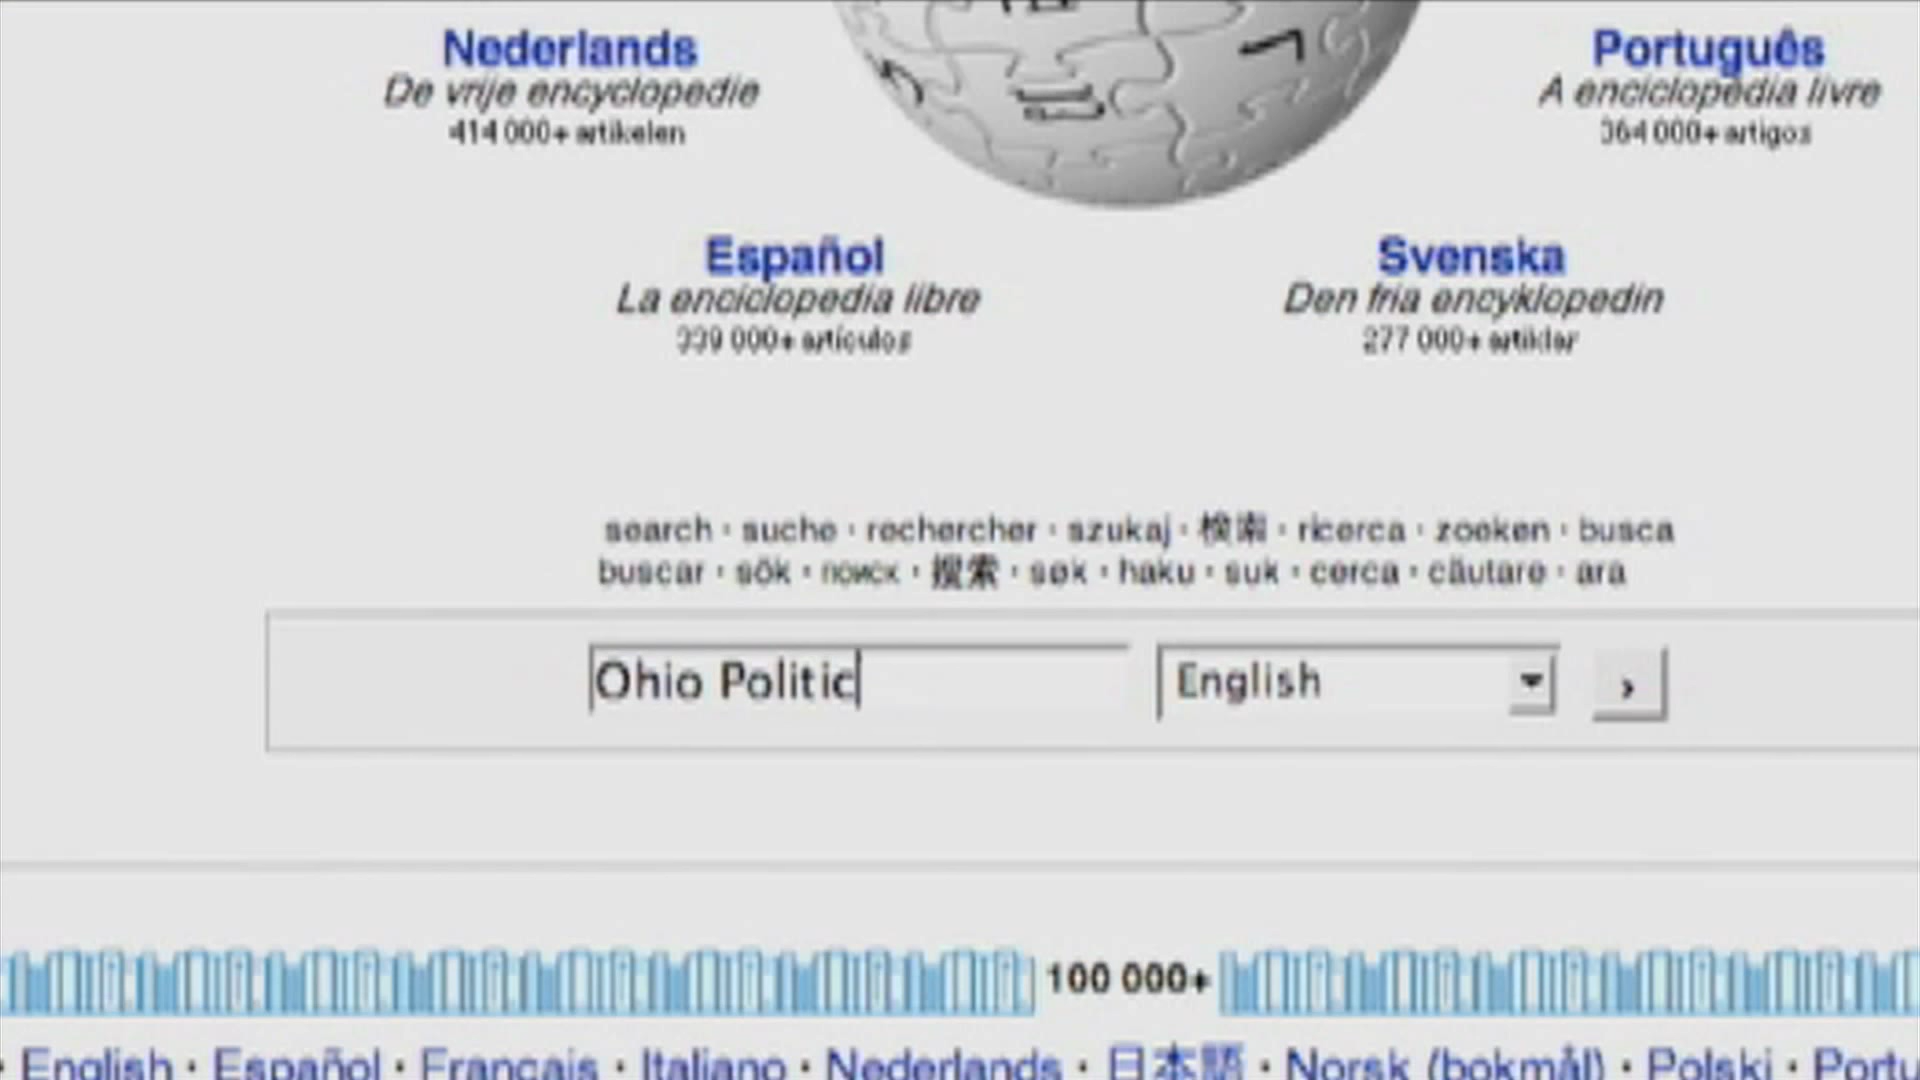 Nederlands
De vrije encyclopedie
414 000+ artikelen
Português
A enciclopédia livre
364 000+ artigos
Español
La enciclopedia libre
339 000+ artículos
Svenska
Den fria encyklopedin
277 000+ artiklar
search · suche · rechercher · szukaj · 検索 · ricerca · zoeken · busca
buscar · sök · поиск · 搜索 · søk · haku · suk · cerca · căutare · ara
Ohio Politic
English
›
100 000+
· English · Español · Français · Italiano · Nederlands · 日本語 · Norsk (bokmål) · Polski · Portu